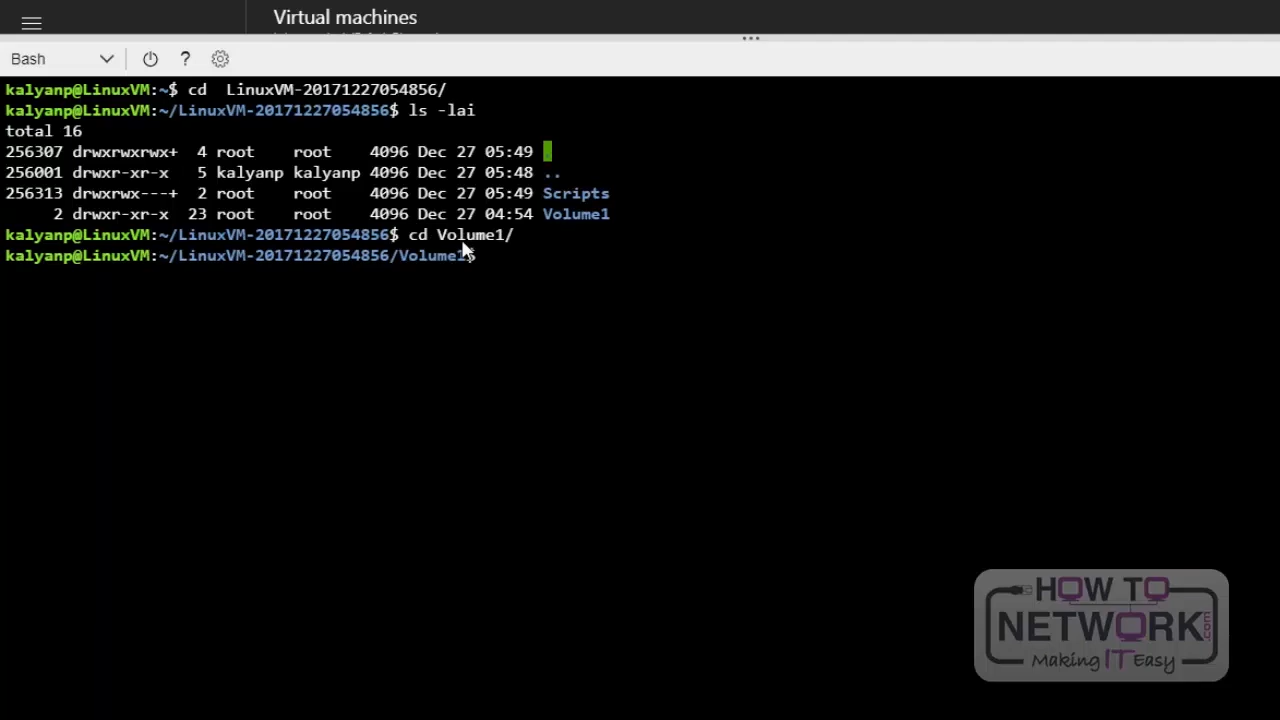 Virtual machines
Bash ?
kalyanp@LinuxVM:~$ cd  LinuxVM-20171227054856/
kalyanp@LinuxVM:~/LinuxVM-20171227054856$ ls -lai
total 16
256307 drwxrwxrwx+  4 root    root    4096 Dec 27 05:49 .
256001 drwxr-xr-x   5 kalyanp kalyanp 4096 Dec 27 05:48 ..
256313 drwxrwx---+  2 root    root    4096 Dec 27 05:49 Scripts
     2 drwxr-xr-x  23 root    root    4096 Dec 27 04:54 Volume1
kalyanp@LinuxVM:~/LinuxVM-20171227054856$ cd Volume1/
kalyanp@LinuxVM:~/LinuxVM-20171227054856/Volume1$
HOW TO
NETWORK.com
Making IT Easy